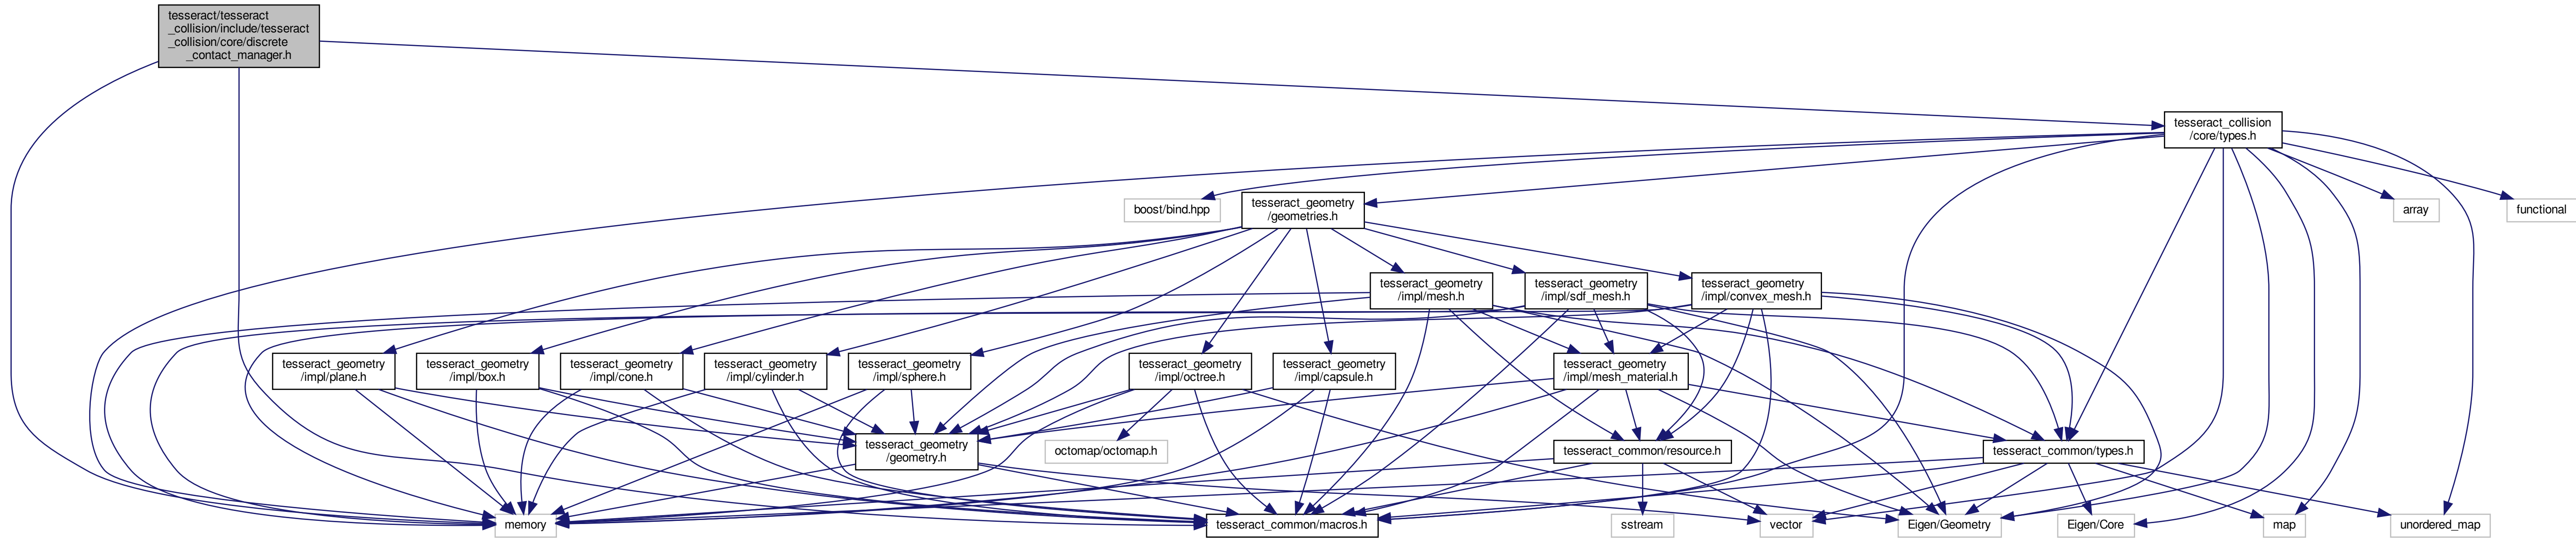 tesseract/tesseract
_collision/include/tesseract
_collision/core/discrete
_contact_manager.h
tesseract_collision
/core/types.h
boost/bind.hpp
tesseract_geometry
/geometries.h
array
functional
tesseract_geometry
/impl/mesh.h
tesseract_geometry
/impl/sdf_mesh.h
tesseract_geometry
/impl/convex_mesh.h
tesseract_geometry
/impl/plane.h
tesseract_geometry
/impl/box.h
tesseract_geometry
/impl/cone.h
tesseract_geometry
/impl/cylinder.h
tesseract_geometry
/impl/sphere.h
tesseract_geometry
/impl/octree.h
tesseract_geometry
/impl/capsule.h
tesseract_geometry
/impl/mesh_material.h
tesseract_geometry
/geometry.h
octomap/octomap.h
tesseract_common/resource.h
tesseract_common/types.h
memory
tesseract_common/macros.h
sstream
vector
Eigen/Geometry
Eigen/Core
map
unordered_map